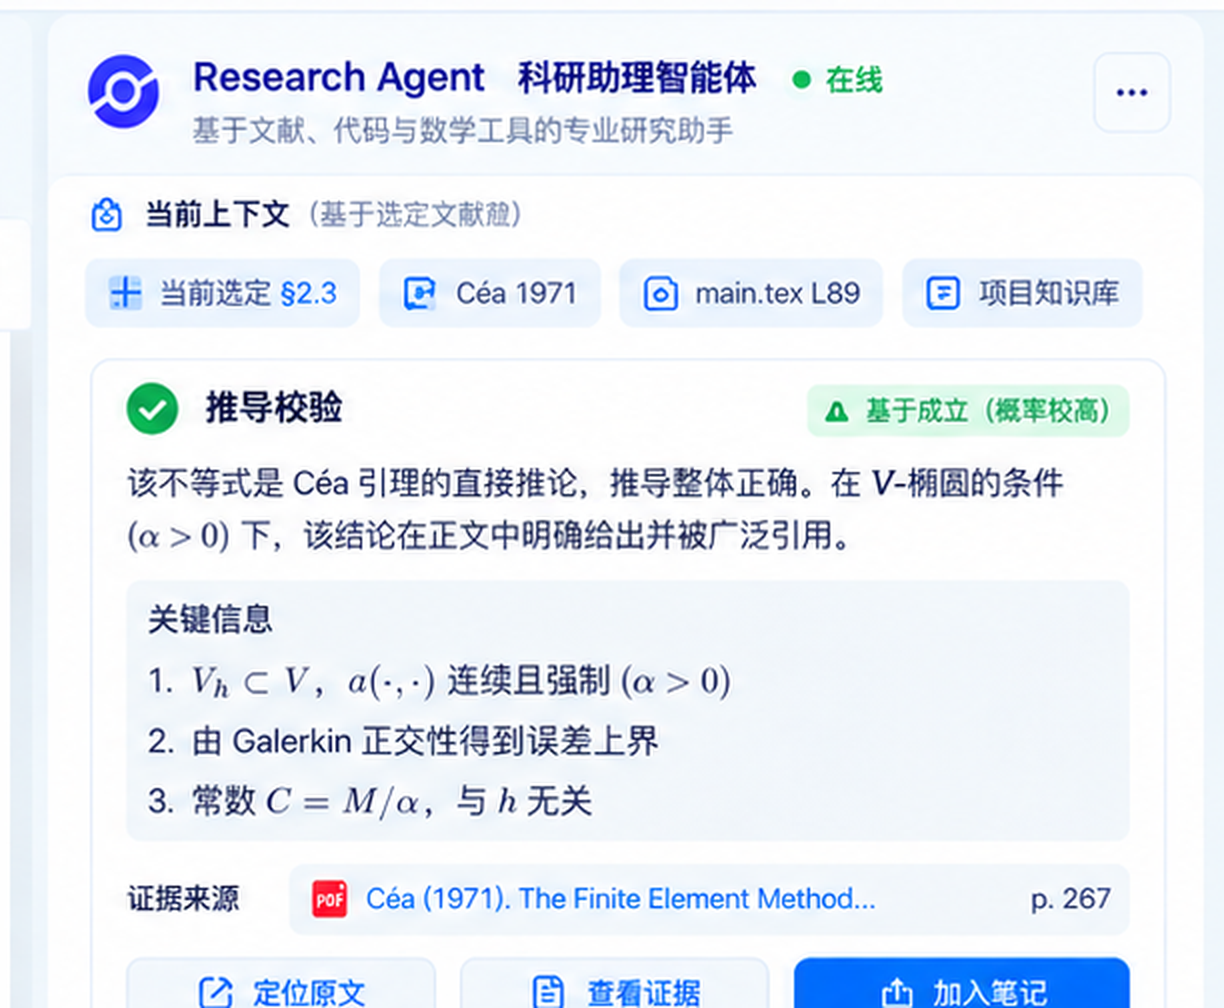 Research Agent 科研助理智能体 在线
基于文献、代码与数学工具的专业研究助手
当前上下文 (基于选定文献
当前选定 §2.3 Céa 1971 main.tex L89 项目知识库
推导校验 基于成立（概率较高）
该不等式是 Céa 引理的直接推论，推导整体正确。在 V-椭圆的条件
(α > 0) 下，该结论在正文中明确给出并被广泛引用。
关键信息
1. V_h ⊂ V，a(·,·) 连续且强制 (α > 0)
2. 由 Galerkin 正交性得到误差上界
3. 常数 C = M/α，与 h 无关
证据来源 PDF Céa (1971). The Finite Element Method... p. 267
定位原文 查看证据 加入笔记